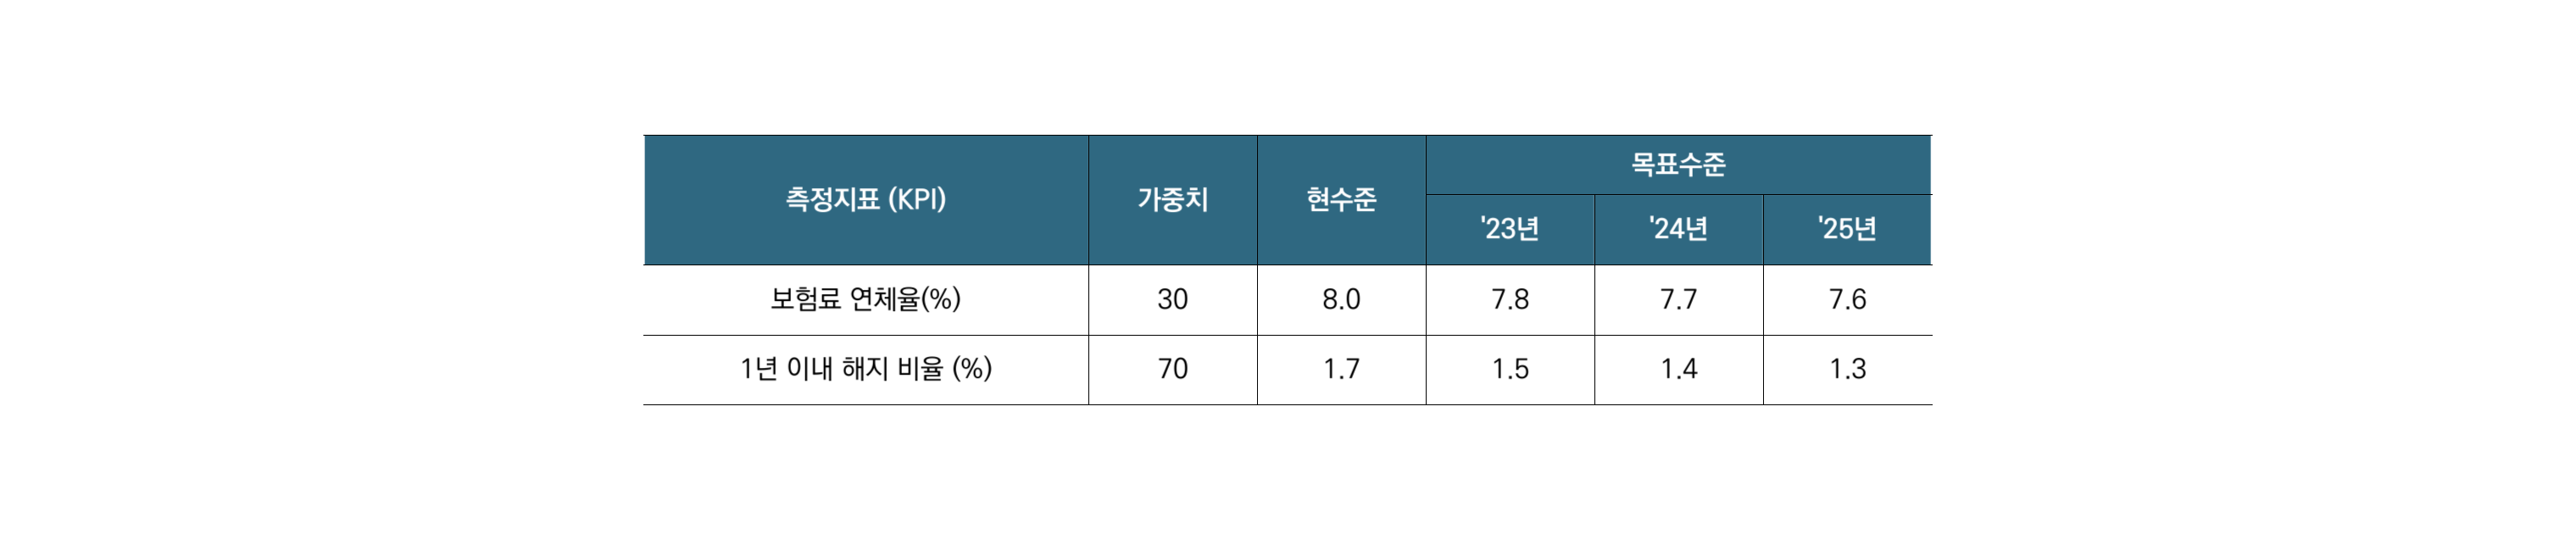 측정지표 (KPI) 가중치 현수준 목표수준
'23년 '24년 '25년
보험료 연체율(%) 30 8.0 7.8 7.7 7.6
1년 이내 해지 비율 (%) 70 1.7 1.5 1.4 1.3